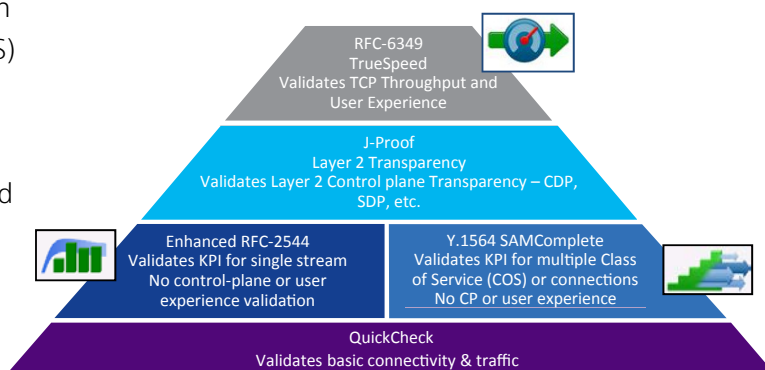 n
S)
d
RFC-6349
TrueSpeed
Validates TCP Throughput and
User Experience
J-Proof
Layer 2 Transparency
Validates Layer 2 Control plane Transparency – CDP,
SDP, etc.
Enhanced RFC-2544
Validates KPI for single stream
No control-plane or user
experience validation
Y.1564 SAMComplete
Validates KPI for multiple Class
of Service (COS) or connections
No CP or user experience
QuickCheck
Validates basic connectivity & traffic